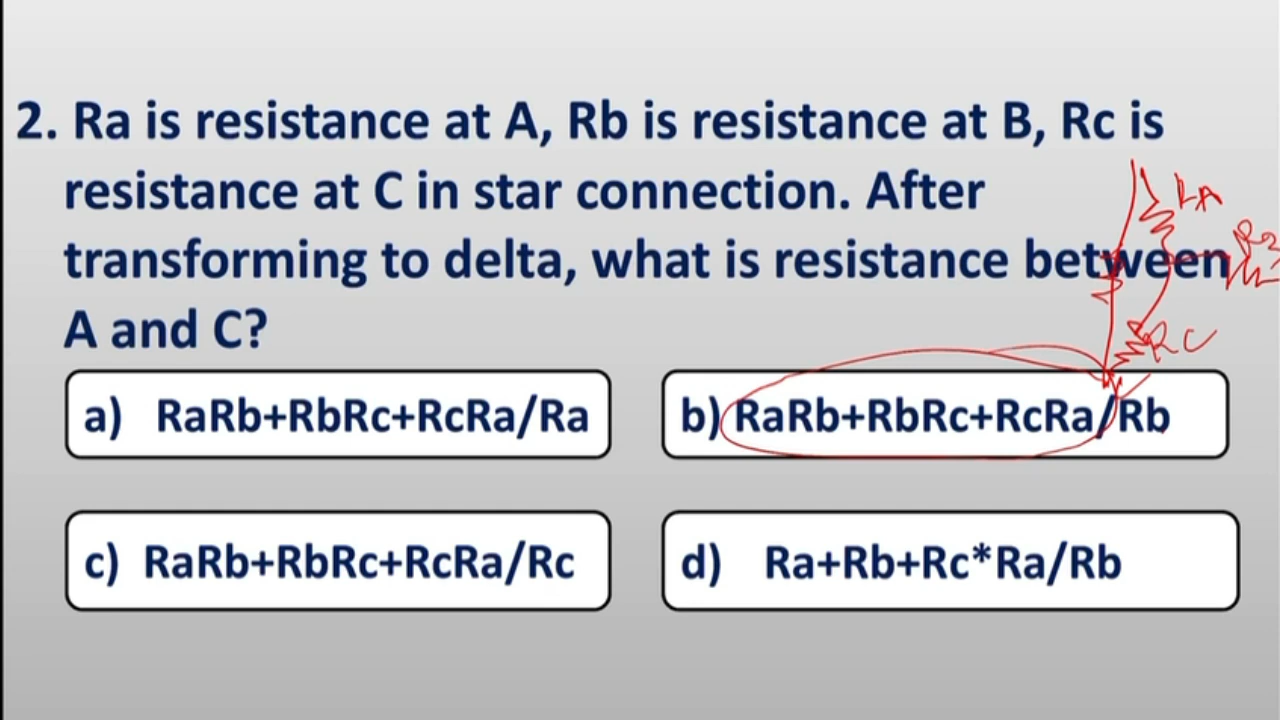 2. Ra is resistance at A, Rb is resistance at B, Rc is
resistance at C in star connection. After
transforming to delta, what is resistance between
A and C?
a) RaRb+RbRc+RcRa/Ra
b) RaRb+RbRc+RcRa/Rb
c) RaRb+RbRc+RcRa/Rc
d) Ra+Rb+Rc*Ra/Rb
RA
RC